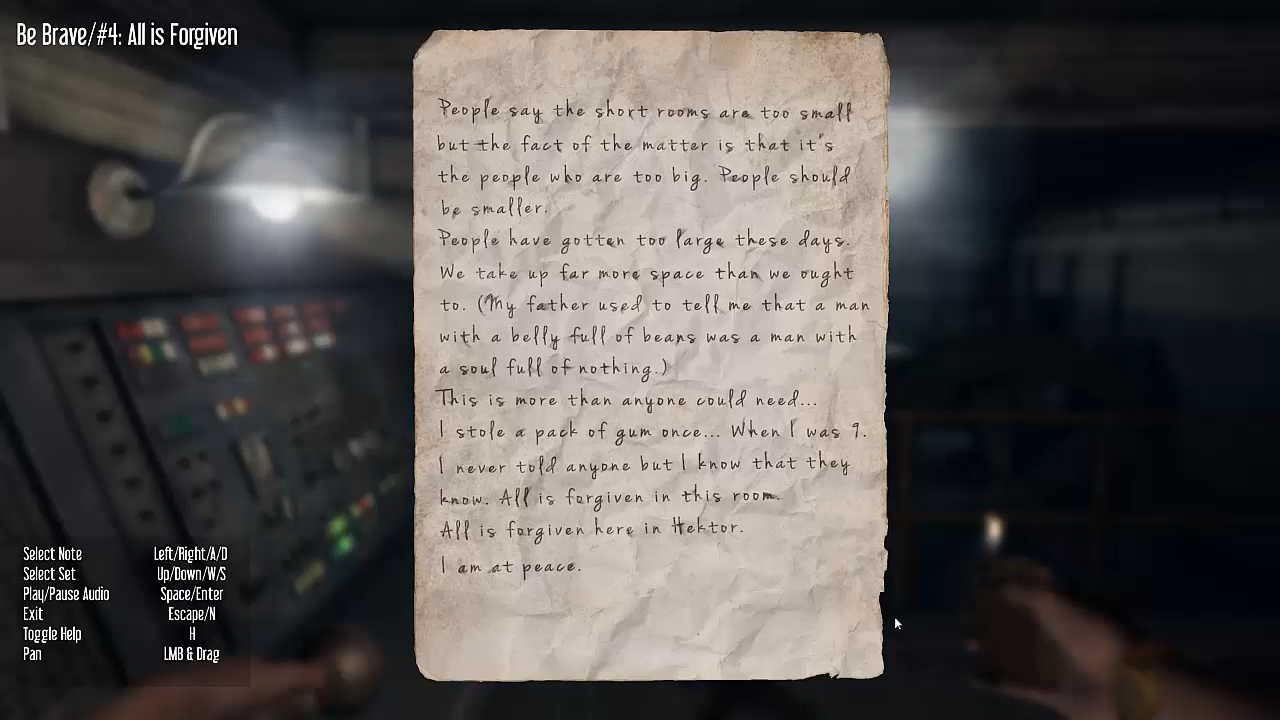 Be Brave/#4: All is Forgiven
People say the short rooms are too small
but the fact of the matter is that it's
the people who are too big. People should
be smaller.
People have gotten too large these days.
We take up far more space than we ought
to. (My father used to tell me that a man
with a belly full of beans was a man with
a soul full of nothing.)
This is more than anyone could need...
I stole a pack of gum once... When I was 9.
I never told anyone but I know that they
know. All is forgiven in this room.
All is forgiven here in Hektor.
I am at peace.
Select Note Left/Right/A/D
Select Set Up/Down/W/S
Play/Pause Audio Space/Enter
Exit Escape/N
Toggle Help H
Pan LMB & Drag